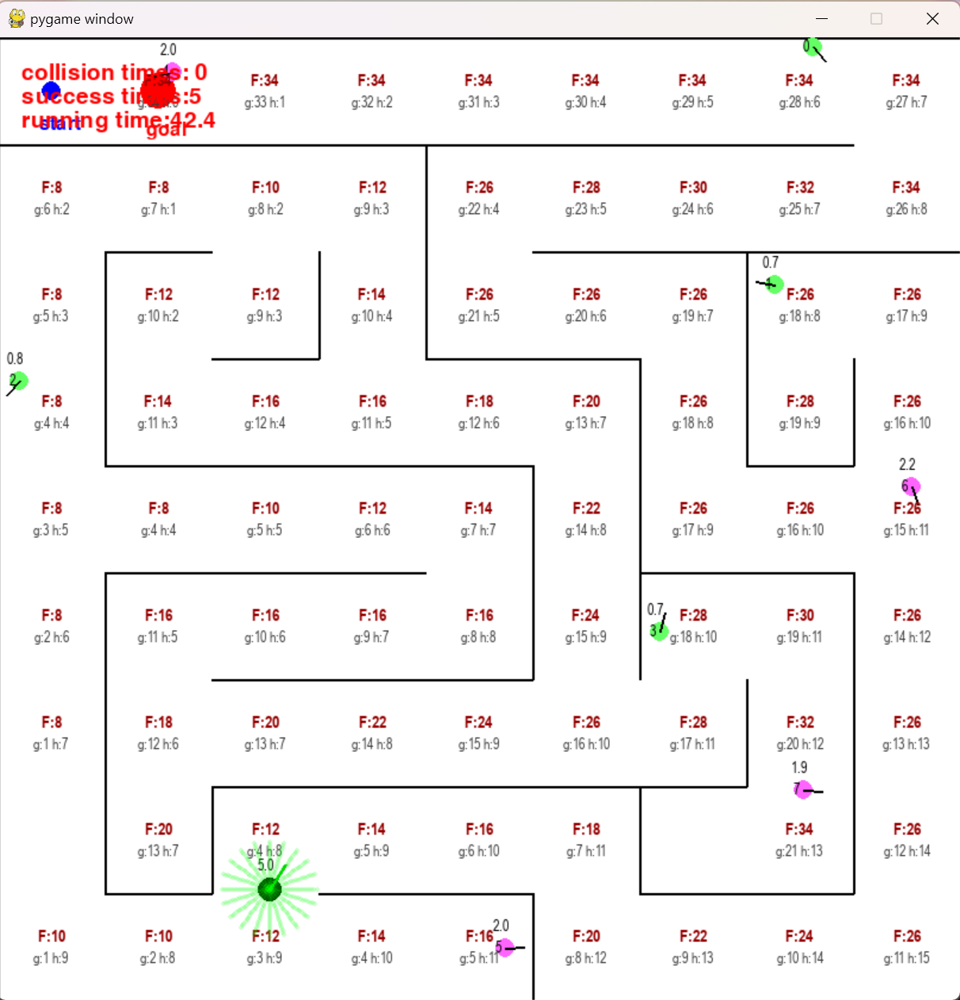 pygame window
2.0
0
collision times: 0
F:34 F:34 F:34 F:34 F:34 F:34 F:34
success times:5
g:33 h:1 g:32 h:2 g:31 h:3 g:30 h:4 g:29 h:5 g:28 h:6 g:27 h:7
running time:42.4
start goal
F:8 F:8 F:10 F:12 F:26 F:28 F:30 F:32 F:34
g:6 h:2 g:7 h:1 g:8 h:2 g:9 h:3 g:22 h:4 g:23 h:5 g:24 h:6 g:25 h:7 g:26 h:8
0.7
1
F:8 F:12 F:12 F:14 F:26 F:26 F:26 F:26 F:26
g:5 h:3 g:10 h:2 g:9 h:3 g:10 h:4 g:21 h:5 g:20 h:6 g:19 h:7 g:18 h:8 g:17 h:9
0.8
2
F:8 F:14 F:16 F:16 F:18 F:20 F:26 F:28 F:26
g:4 h:4 g:11 h:3 g:12 h:4 g:11 h:5 g:12 h:6 g:13 h:7 g:18 h:8 g:19 h:9 g:16 h:10
2.2
6
F:8 F:8 F:10 F:12 F:14 F:22 F:26 F:26 F:26
g:3 h:5 g:4 h:4 g:5 h:5 g:6 h:6 g:7 h:7 g:14 h:8 g:17 h:9 g:16 h:10 g:15 h:11
0.7
F:8 F:16 F:16 F:16 F:16 F:24 F:28 F:30 F:26
3
g:2 h:6 g:11 h:5 g:10 h:6 g:9 h:7 g:8 h:8 g:15 h:9 g:18 h:10 g:19 h:11 g:14 h:12
F:8 F:18 F:20 F:22 F:24 F:26 F:28 F:32 F:26
g:1 h:7 g:12 h:6 g:13 h:7 g:14 h:8 g:15 h:9 g:16 h:10 g:17 h:11 g:20 h:12 g:13 h:13
1.9
7
F:20 F:12 F:14 F:16 F:18 F:34 F:26
g:13 h:7 g:4 h:8 g:5 h:9 g:6 h:10 g:7 h:11 g:21 h:13 g:12 h:14
5.0
2.0
F:10 F:10 F:12 F:14 F:16 F:20 F:22 F:24 F:26
5
g:1 h:9 g:2 h:8 g:3 h:9 g:4 h:10 g:5 h:11 g:8 h:12 g:9 h:13 g:10 h:14 g:11 h:15